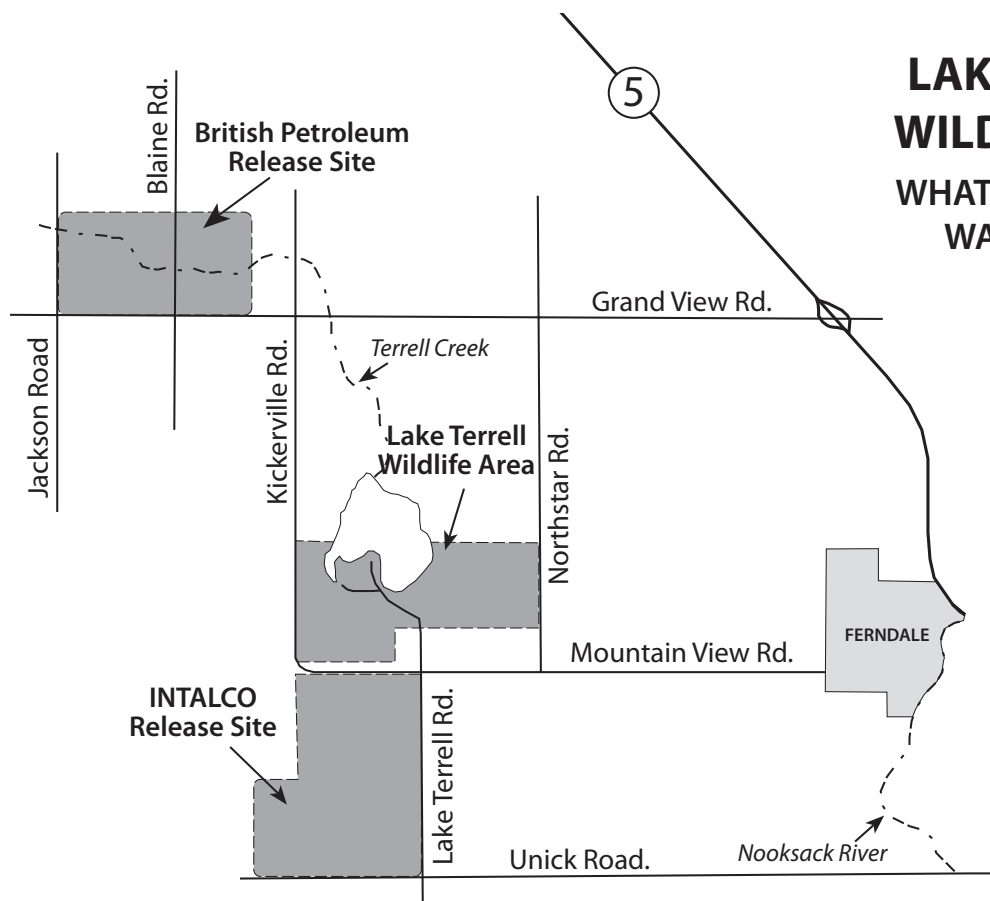 5
LAK
WILD
WHAT
WA
Blaine Rd.
British Petroleum
Release Site
Grand View Rd.
Terrell Creek
Jackson Road
Kickerville Rd.
Lake Terrell
Wildlife Area
Northstar Rd.
FERNDALE
Mountain View Rd.
INTALCO
Release Site
Lake Terrell Rd.
Unick Road.
Nooksack River